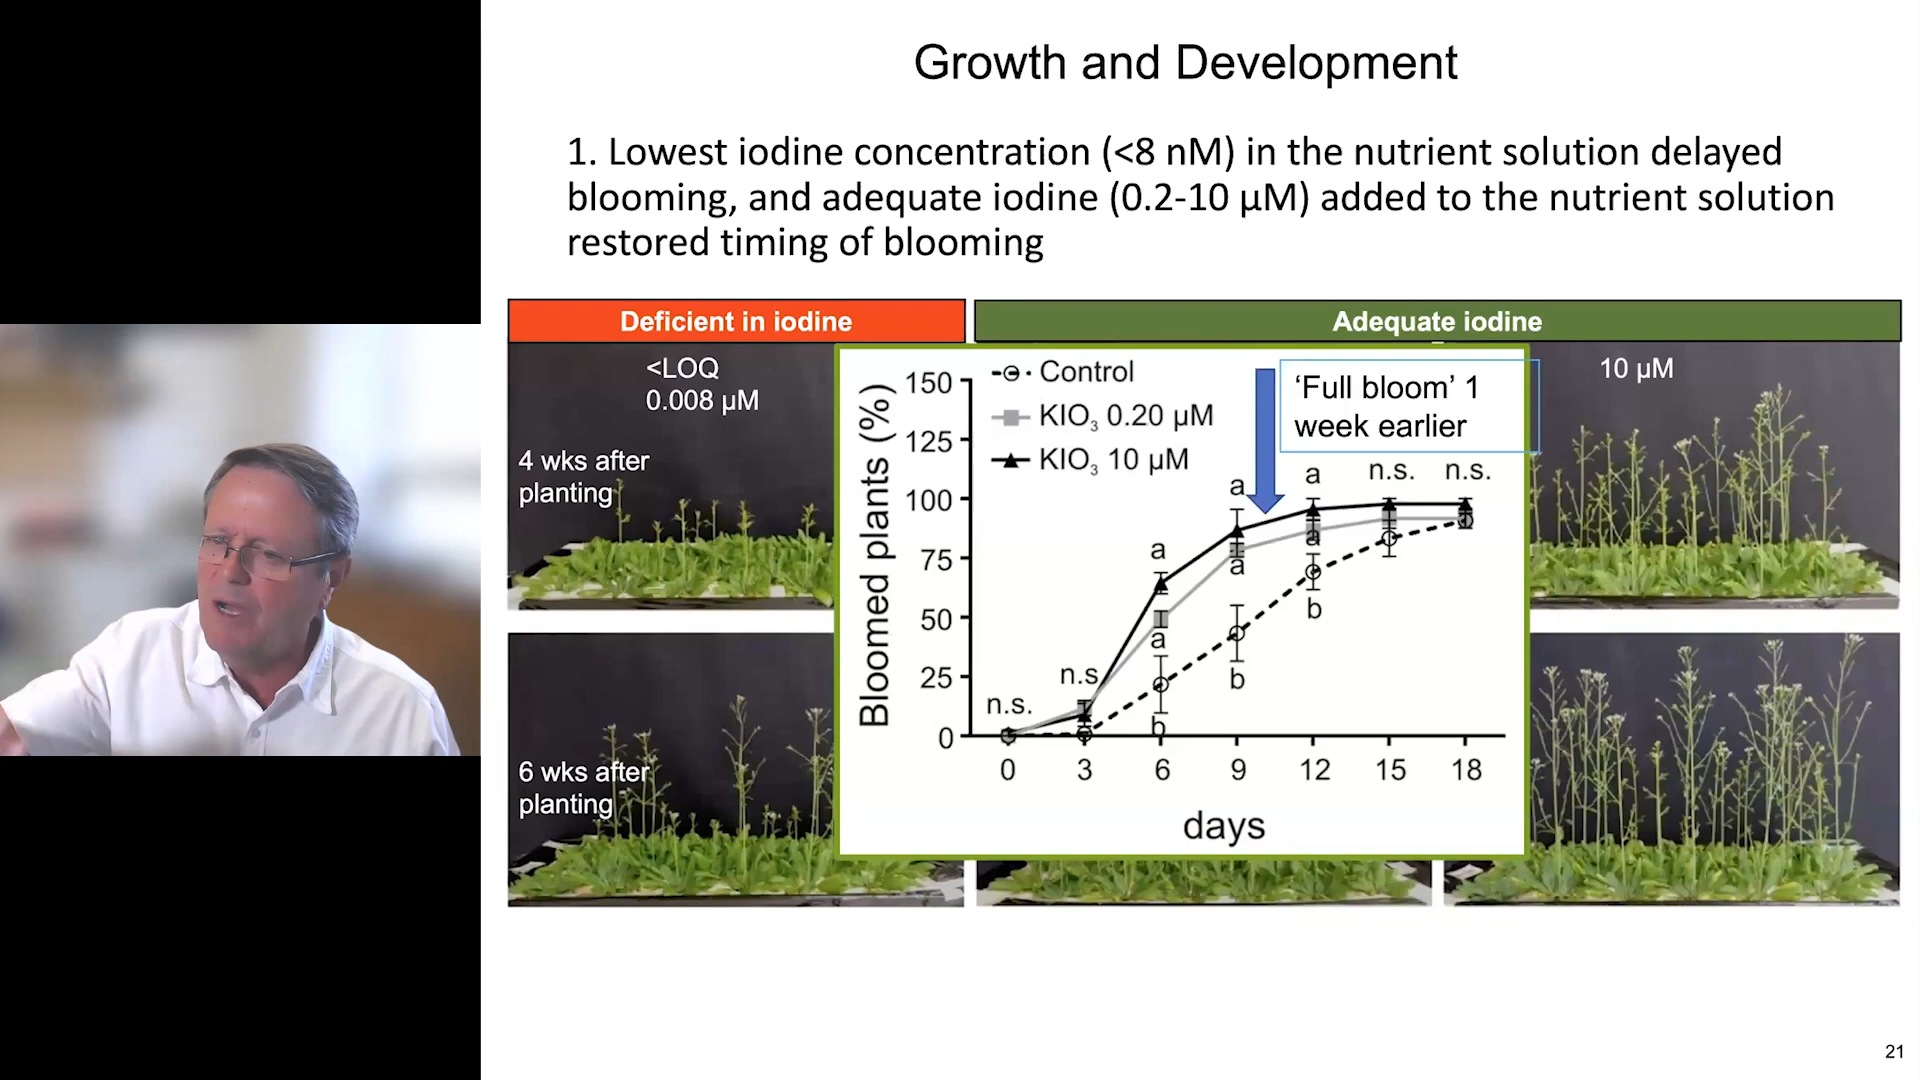 Growth and Development
1. Lowest iodine concentration (<8 nM) in the nutrient solution delayed
blooming, and adequate iodine (0.2-10 µM) added to the nutrient solution
restored timing of blooming
Deficient in iodine
Adequate iodine
<LOQ
0.008 µM
10 µM
4 wks after
planting
6 wks after
planting
Control
KIO₃ 0.20 µM
KIO₃ 10 µM
'Full bloom' 1
week earlier
Bloomed plants (%)
150
125
100
75
50
25
0
n.s.
n.s.
a
a
b
a
a
b
a
a
b
n.s.
n.s.
0 3 6 9 12 15 18
days
21